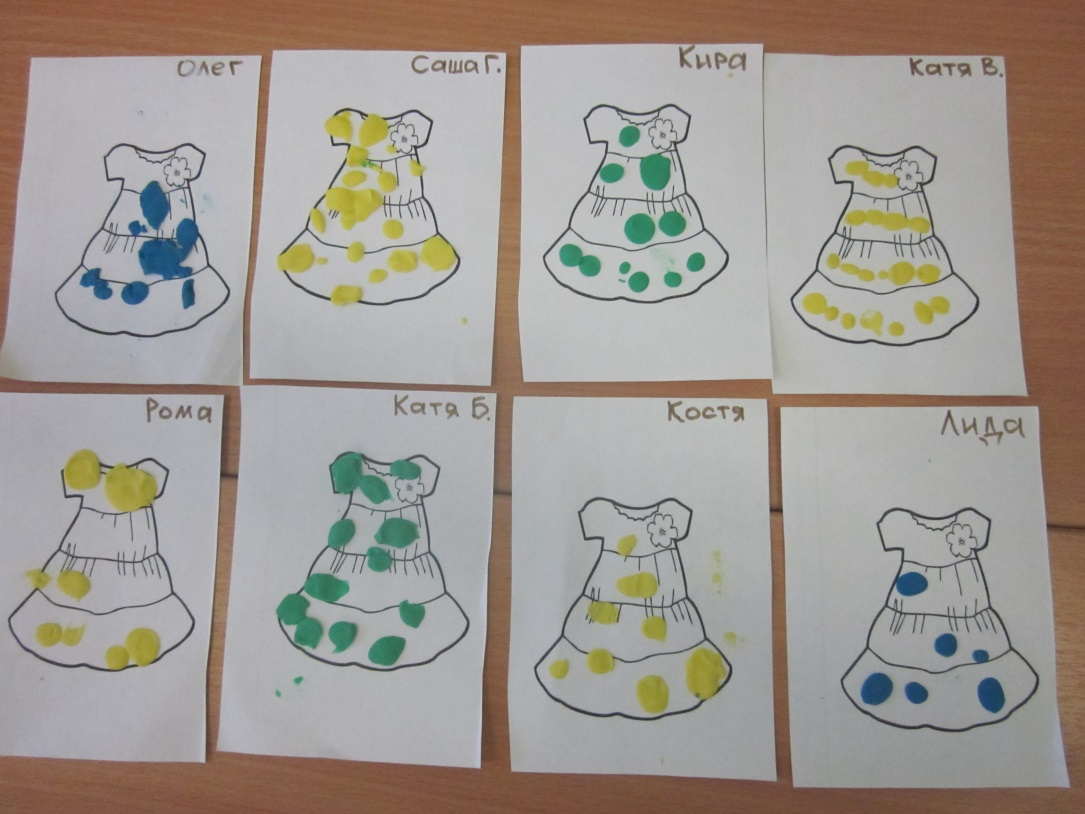 Олег
Саша Г.
Кира
Катя В.
Рома
Катя Б.
Костя
Лида